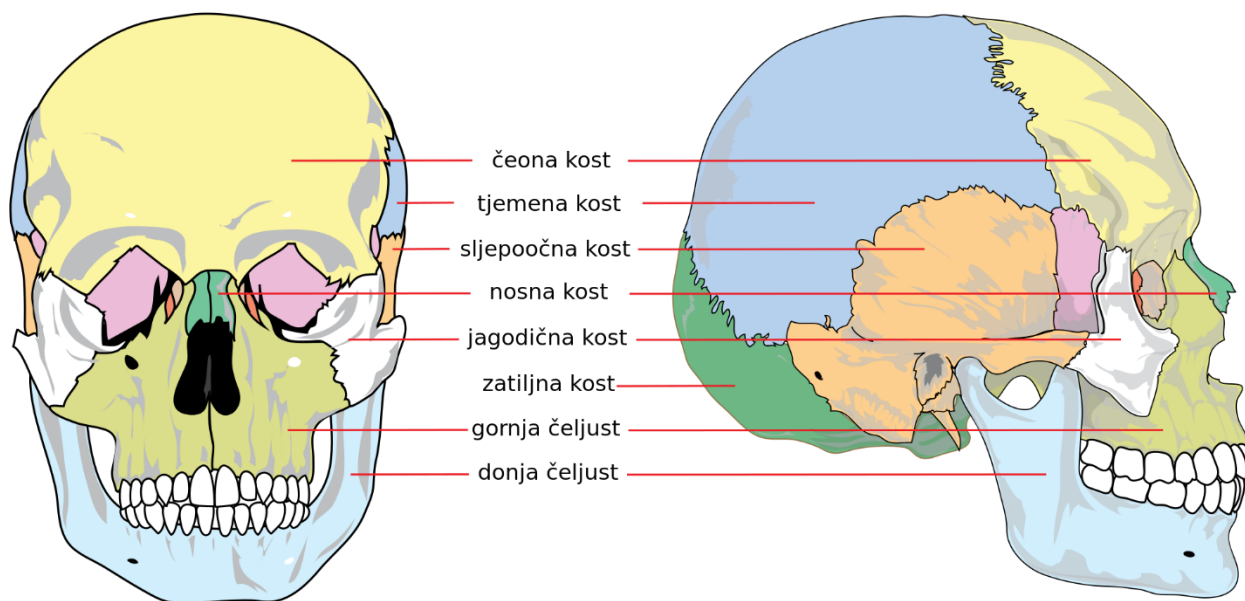 čeona kost
tjemena kost
sljepoočna kost
nosna kost
jagodična kost
zatiljna kost
gornja čeljust
donja čeljust